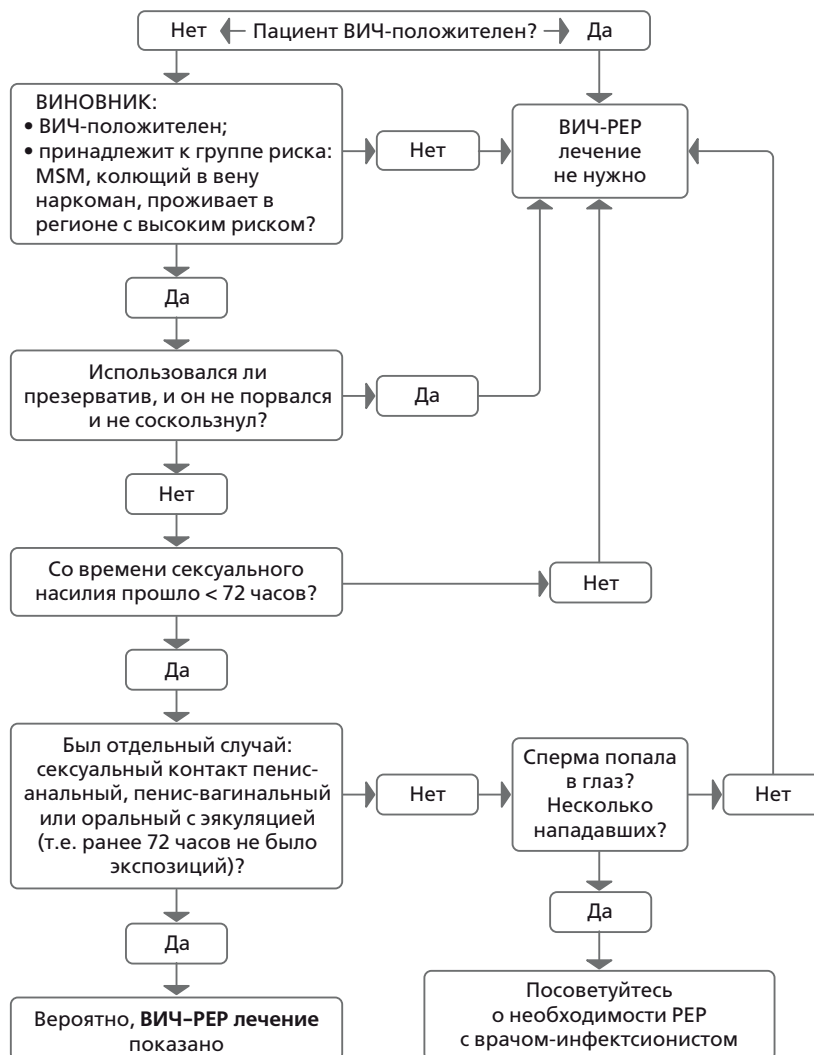 Нет
Пациент ВИЧ-положителен?
Да
ВИНОВНИК:
• ВИЧ-положителен;
• принадлежит к группе риска:
MSM, колющий в вену
наркоман, проживает в
регионе с высоким риском?
Нет
ВИЧ-PEP
лечение
не нужно
Да
Использовался ли
презерватив, и он не порвался
и не соскользнул?
Да
Нет
Со времени сексуального
насилия прошло < 72 часов?
Нет
Да
Был отдельный случай:
сексуальный контакт пенис-
анальный, пенис-вагинальный
или оральный с эякуляцией
(т.е. ранее 72 часов не было
экспозиций)?
Нет
Сперма попала
в глаз?
Несколько
нападавших?
Нет
Да
Да
Вероятно, ВИЧ–PEP лечение
показано
Посоветуйтесь
о необходимости PEP
с врачом-инфектсионистом